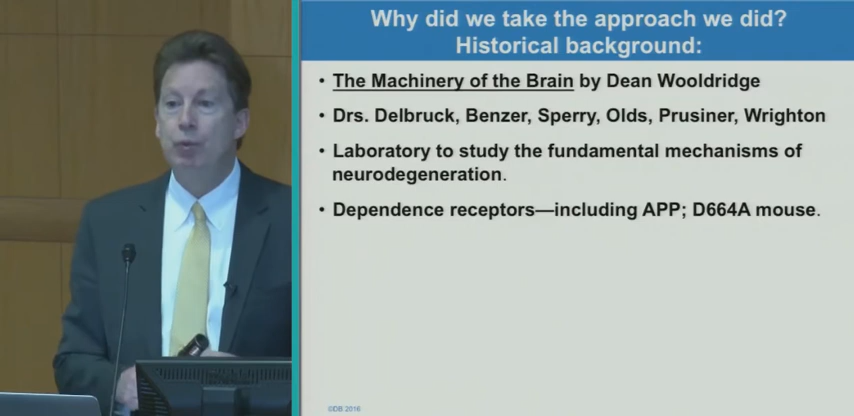 Why did we take the approach we did?
Historical background:
• The Machinery of the Brain by Dean Wooldridge
• Drs. Delbruck, Benzer, Sperry, Olds, Prusiner, Wrighton
• Laboratory to study the fundamental mechanisms of
neurodegeneration.
• Dependence receptors—including APP; D664A mouse.
©DB 2016